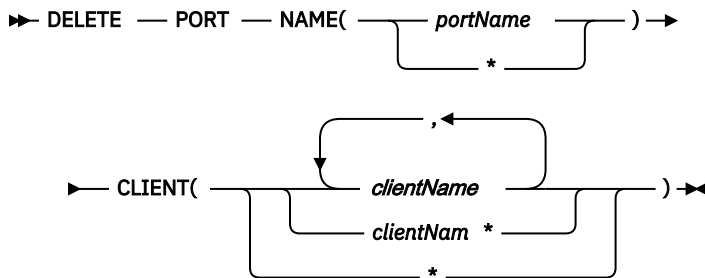 DELETE PORT NAME( portName )
*
,
CLIENT( clientName )
clientNam *
*